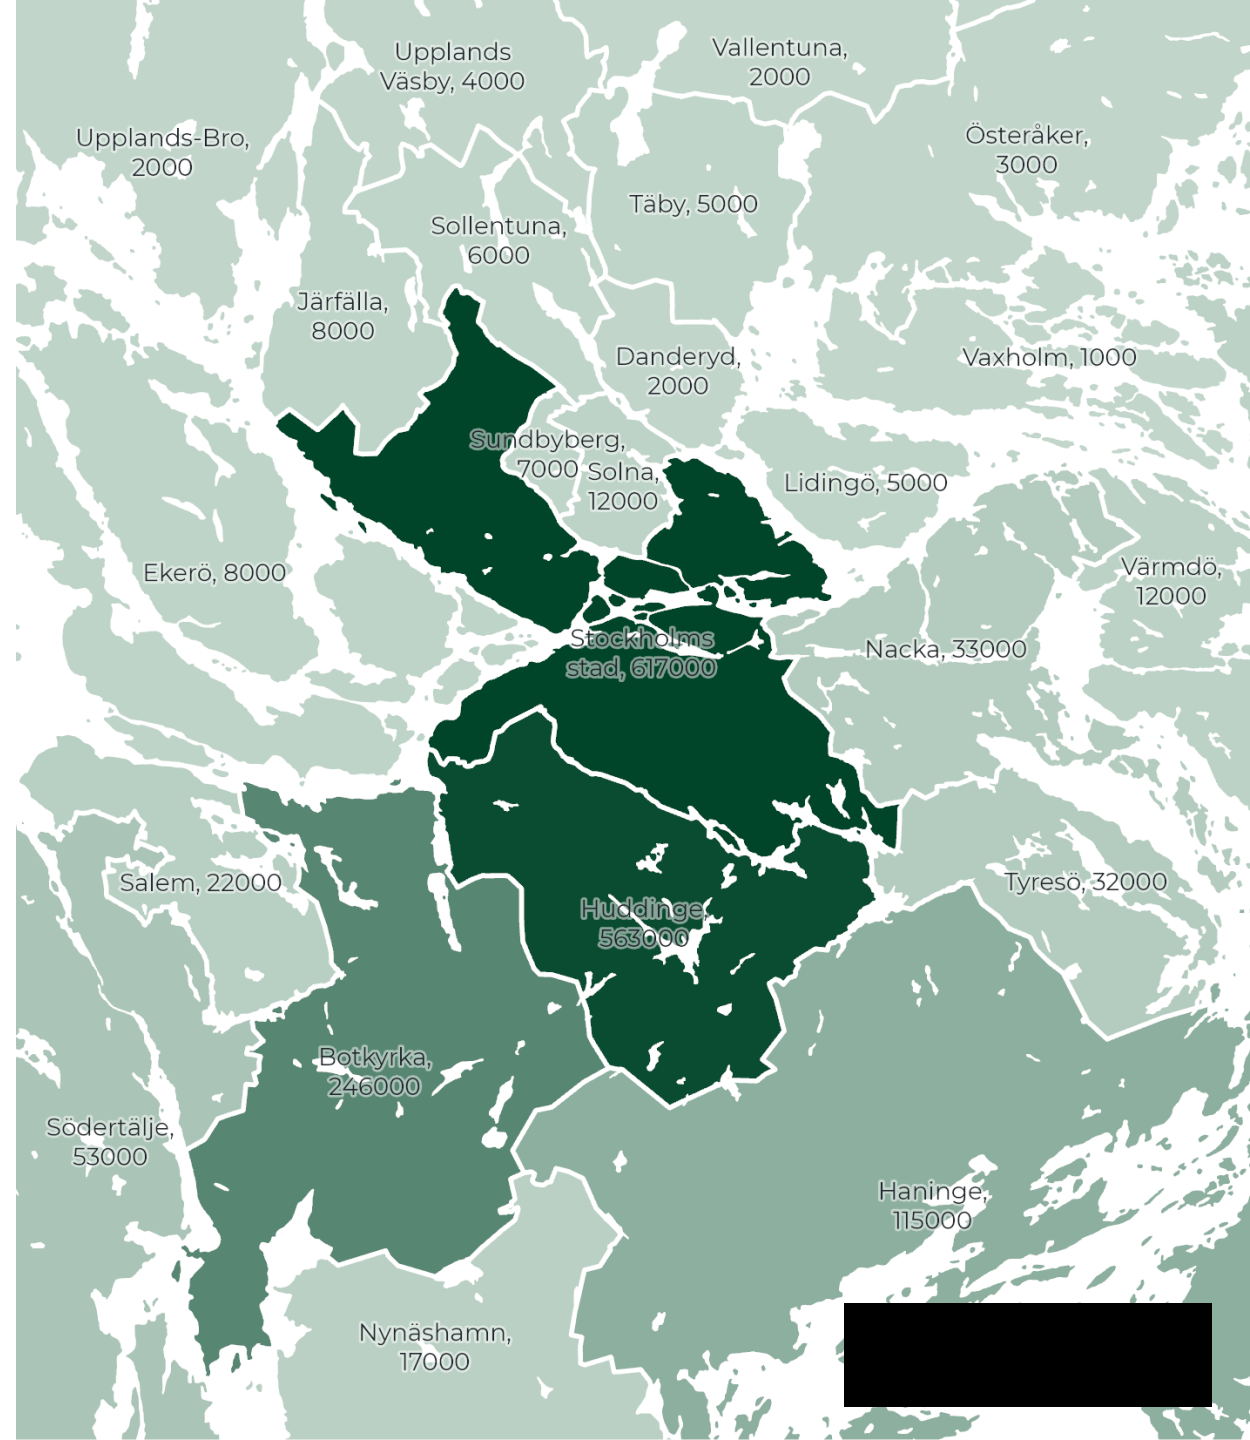 Upplands
Väsby, 4000
Vallentuna,
2000
Upplands-Bro,
2000
Österåker,
3000
Täby, 5000
Sollentuna,
6000
Järfälla,
8000
Danderyd,
2000
Vaxholm, 1000
Sundbyberg,
7000
Solna,
12000
Lidingö, 5000
Ekerö, 8000
Värmdö,
12000
Stockholms
stad, 617000
Nacka, 33000
Salem, 22000
Tyresö, 32000
Huddinge,
563000
Botkyrka,
246000
Södertälje,
53000
Haninge,
115000
Nynäshamn,
17000